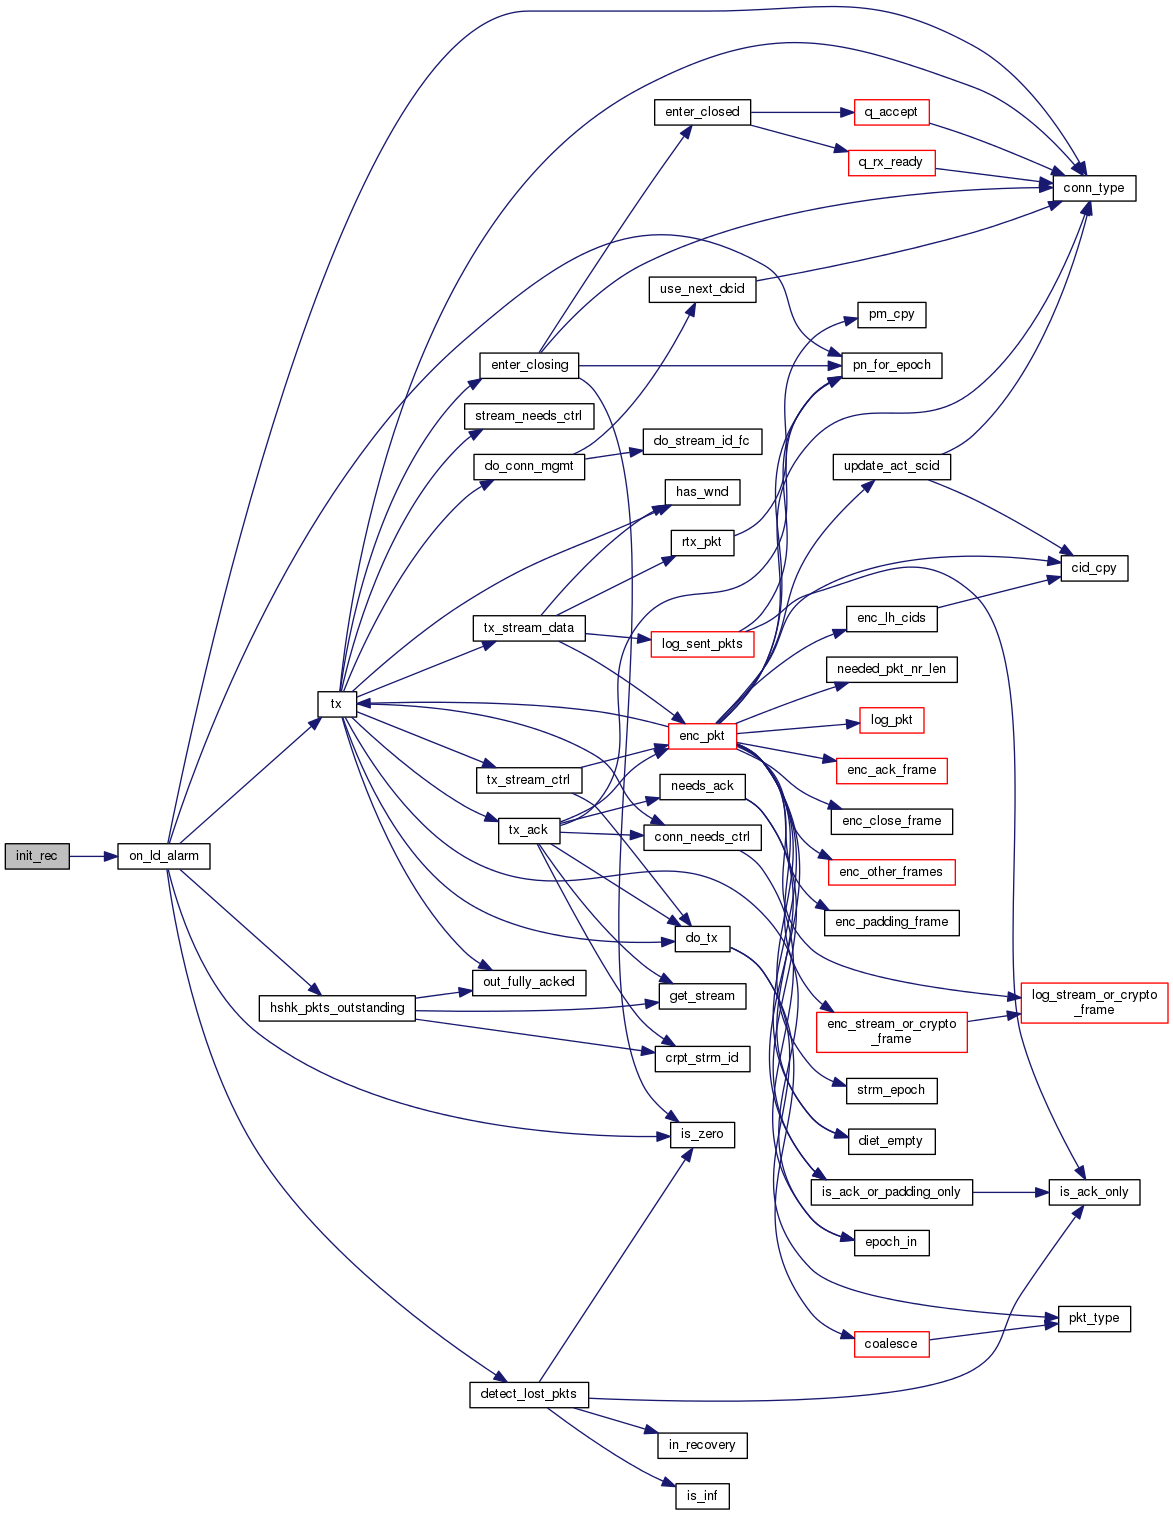 enter_closed
q_accept
q_rx_ready
conn_type
use_next_dcid
pm_cpy
enter_closing
pn_for_epoch
stream_needs_ctrl
do_stream_id_fc
do_conn_mgmt
update_act_scid
has_wnd
rtx_pkt
cid_cpy
enc_lh_cids
tx_stream_data
log_sent_pkts
needed_pkt_nr_len
tx
log_pkt
enc_pkt
enc_ack_frame
tx_stream_ctrl
needs_ack
enc_close_frame
tx_ack
conn_needs_ctrl
init_rec
on_ld_alarm
enc_other_frames
enc_padding_frame
do_tx
out_fully_acked
get_stream
log_stream_or_crypto
_frame
hshk_pkts_outstanding
enc_stream_or_crypto
_frame
crpt_strm_id
strm_epoch
is_zero
diet_empty
is_ack_or_padding_only
is_ack_only
epoch_in
pkt_type
coalesce
detect_lost_pkts
in_recovery
is_inf